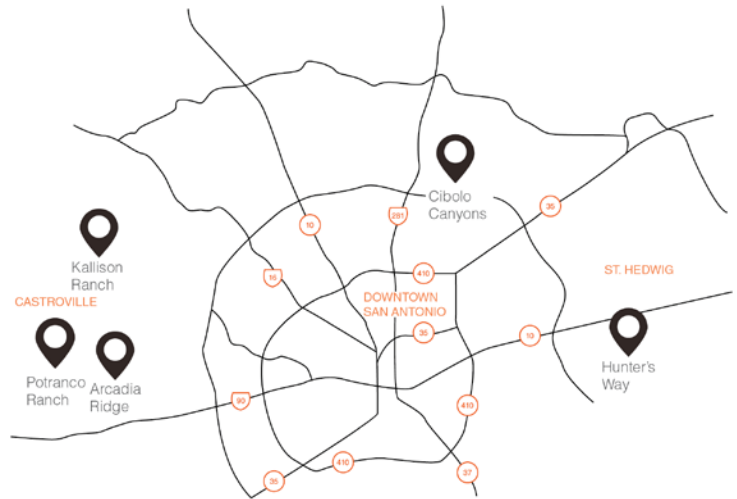 Cibolo
Canyons
35
281
10
Kallison
Ranch
410
16
ST. HEDWIG
CASTROVILLE
DOWNTOWN
SAN ANTONIO
35
10
Potranco
Ranch
Arcadia
Ridge
Hunter's
Way
90
410
410
37
35